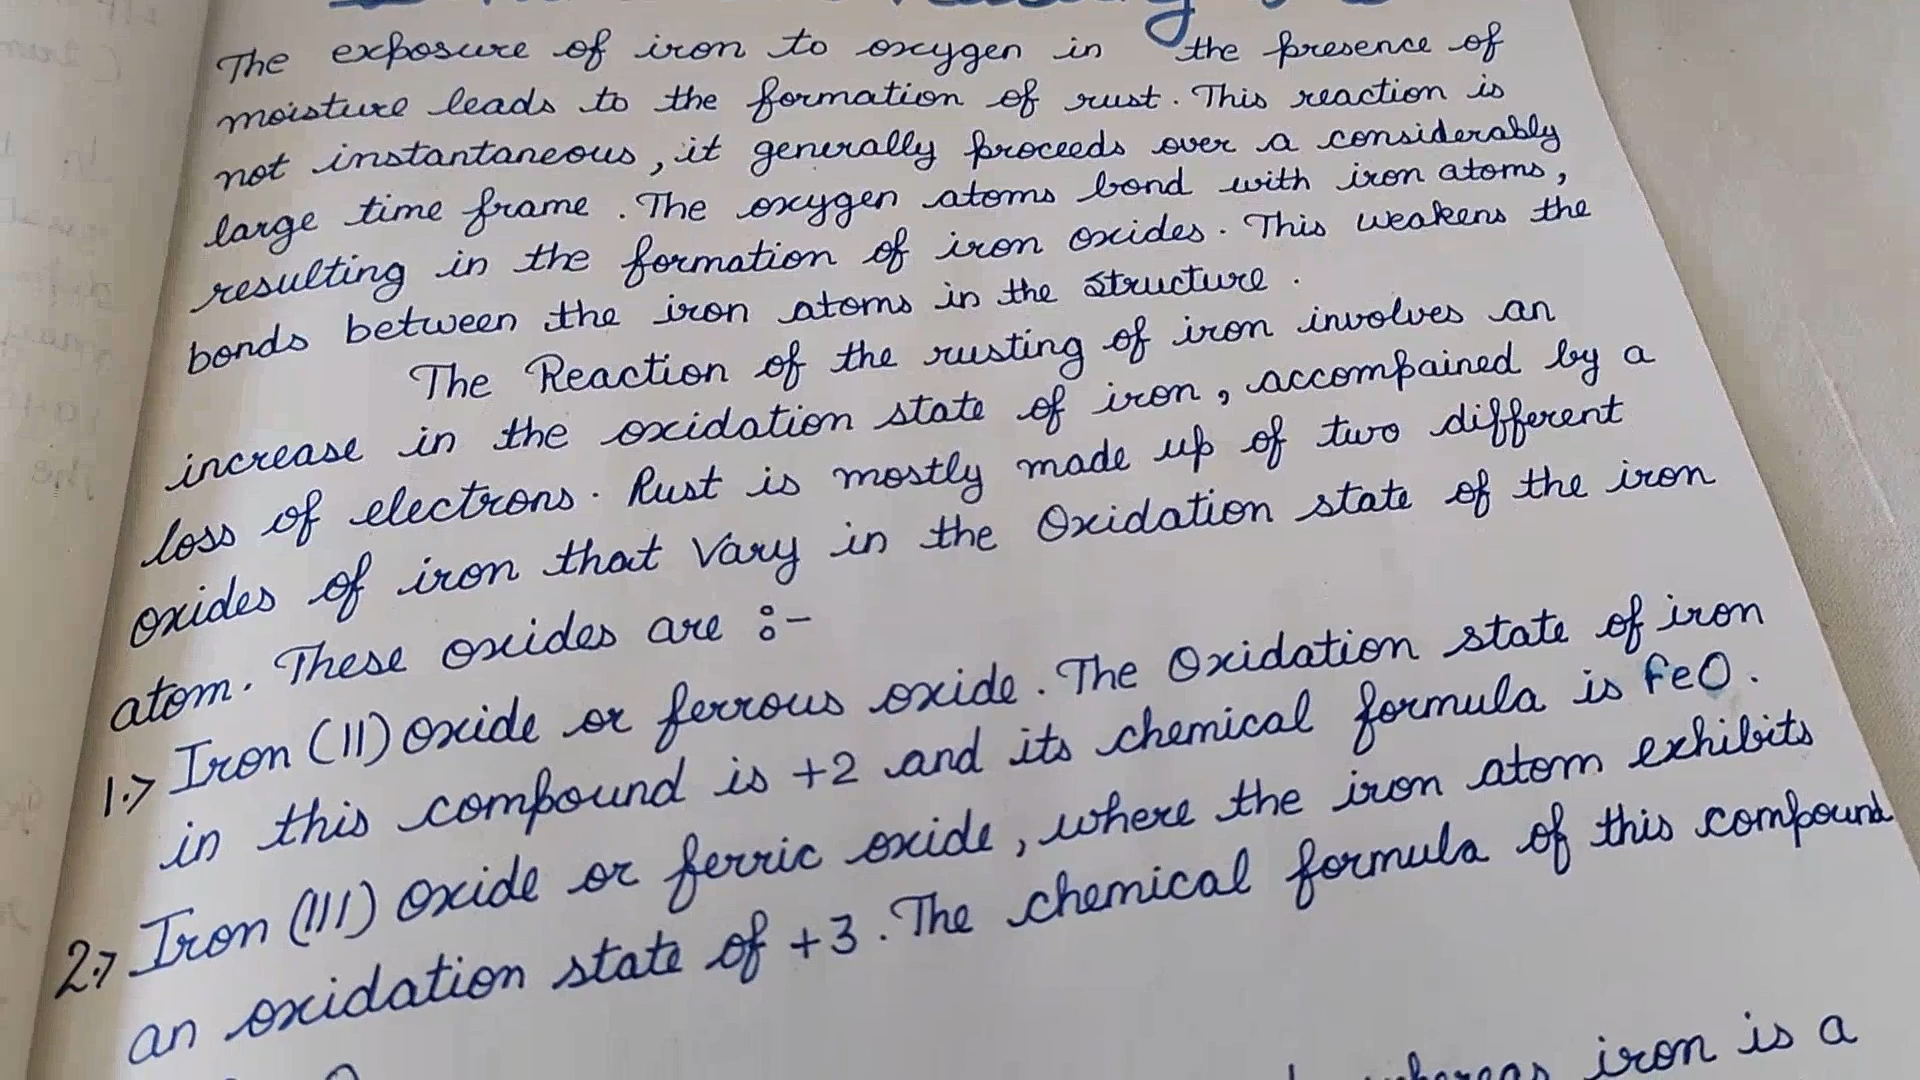 The exposure of iron to oxygen in the presence of
moisture leads to the formation of rust. This reaction is
not instantaneous, it generally proceeds over a considerably
large time frame. The oxygen atoms bond with iron atoms,
resulting in the formation of iron oxides. This weakens the
bonds between the iron atoms in the structure.
The Reaction of the rusting of iron involves an
increase in the oxidation state of iron, accompained by a
loss of electrons. Rust is mostly made up of two different
oxides of iron that Vary in the Oxidation state of the iron
atom. These oxides are :-
1.> Iron (II) oxide or ferrous oxide. The Oxidation state of iron
in this compound is +2 and its chemical formula is FeO.
2.> Iron (III) oxide or ferric oxide, where the iron atom exhibits
an oxidation state of +3. The chemical formula of this compound
iron is a